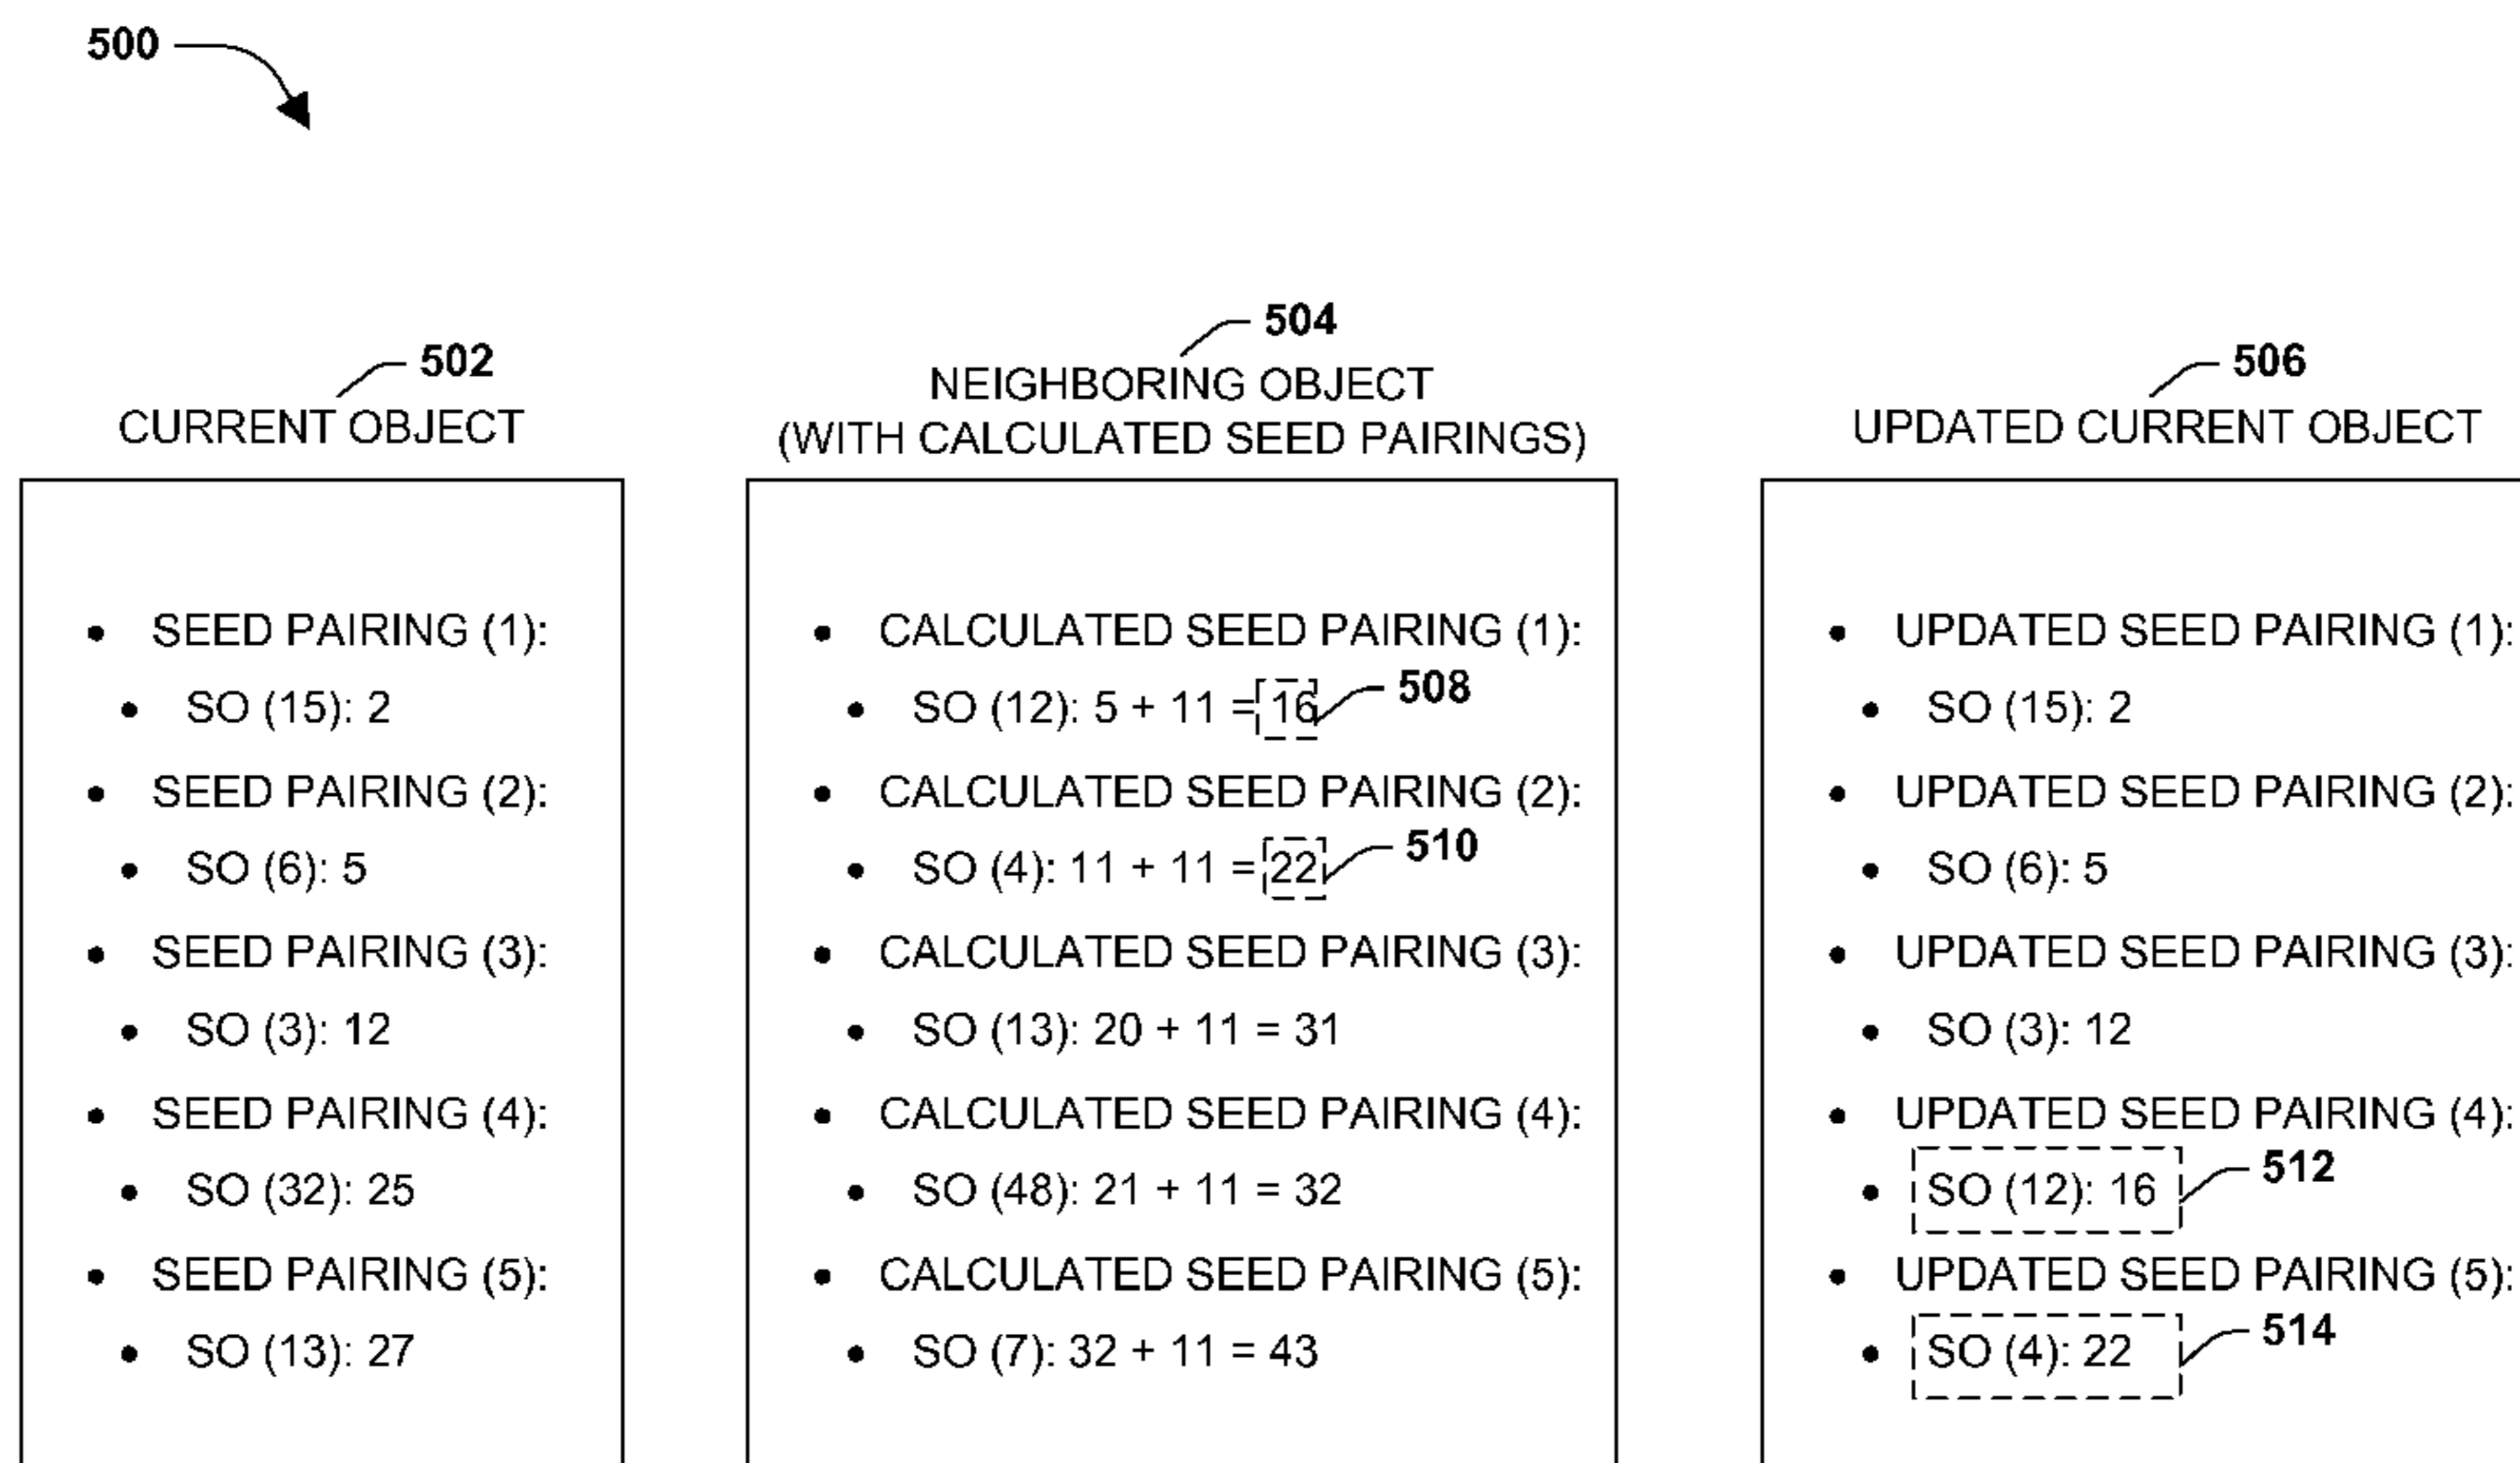 500
502
CURRENT OBJECT
• SEED PAIRING (1):
• SO (15): 2
• SEED PAIRING (2):
• SO (6): 5
• SEED PAIRING (3):
• SO (3): 12
• SEED PAIRING (4):
• SO (32): 25
• SEED PAIRING (5):
• SO (13): 27
504
NEIGHBORING OBJECT
(WITH CALCULATED SEED PAIRINGS)
• CALCULATED SEED PAIRING (1):
• SO (12): 5 + 11 = 16
508
• CALCULATED SEED PAIRING (2):
• SO (4): 11 + 11 = 22
510
• CALCULATED SEED PAIRING (3):
• SO (13): 20 + 11 = 31
• CALCULATED SEED PAIRING (4):
• SO (48): 21 + 11 = 32
• CALCULATED SEED PAIRING (5):
• SO (7): 32 + 11 = 43
506
UPDATED CURRENT OBJECT
• UPDATED SEED PAIRING (1):
• SO (15): 2
• UPDATED SEED PAIRING (2):
• SO (6): 5
• UPDATED SEED PAIRING (3):
• SO (3): 12
• UPDATED SEED PAIRING (4):
• SO (12): 16
512
• UPDATED SEED PAIRING (5):
• SO (4): 22
514